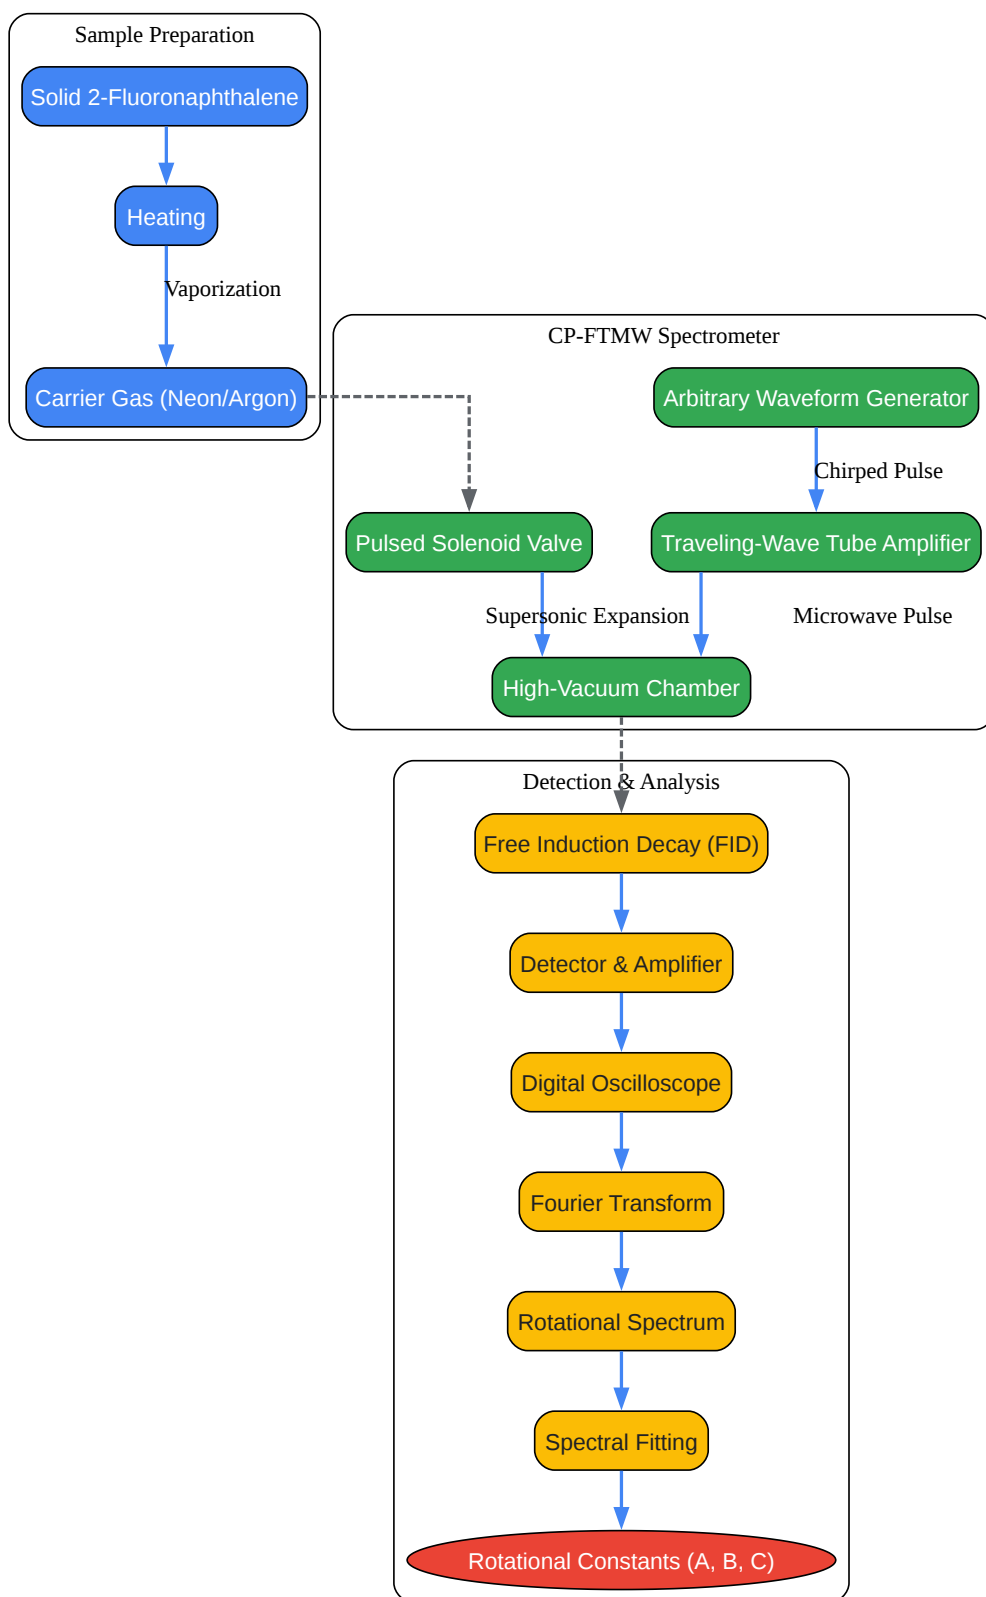 Sample Preparation
Solid 2-Fluoronaphthalene
Heating
Vaporization
Carrier Gas (Neon/Argon)
CP-FTMW Spectrometer
Arbitrary Waveform Generator
Chirped Pulse
Pulsed Solenoid Valve
Traveling-Wave Tube Amplifier
Supersonic Expansion
Microwave Pulse
High-Vacuum Chamber
Detection & Analysis
Free Induction Decay (FID)
Detector & Amplifier
Digital Oscilloscope
Fourier Transform
Rotational Spectrum
Spectral Fitting
Rotational Constants (A, B, C)